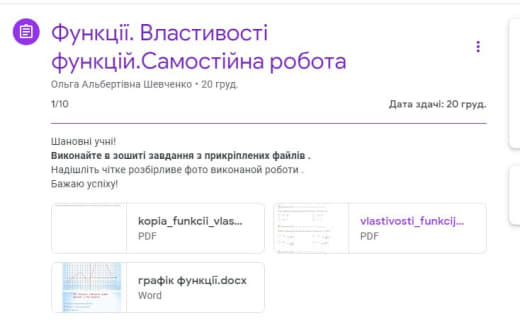 Функції. Властивості
функцій.Самостійна робота
Ольга Альбертівна Шевченко • 20 груд.
1/10
Дата здачі: 20 груд.
Шановні учні!
Виконайте в зошиті завдання з прикріплених файлів .
Надішліть чітке розбірливе фото виконаної роботи .
Бажаю успіху!
kopia_funkcii_vlas...
PDF
vlastivosti_funkcij...
PDF
графік функції.docx
Word